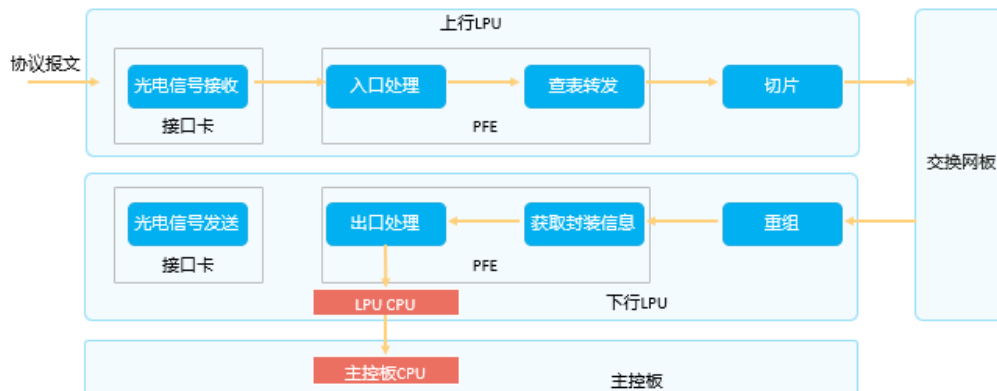 上行LPU
协议报文
光电信号接收
入口处理
查表转发
切片
接口卡
PFE
交换网板
光电信号发送
出口处理
获取封装信息
重组
接口卡
PFE
LPU CPU
下行LPU
主控板CPU
主控板